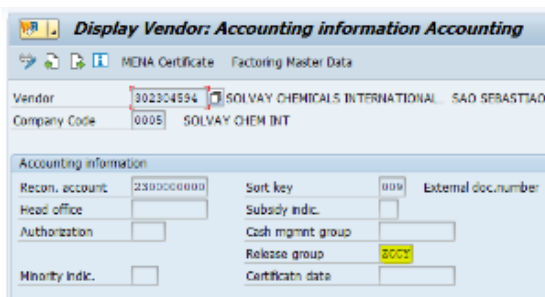 Display Vendor: Accounting information Accounting
MENA Certificate Factoring Master Data
Vendor 302304594 SOLVAY CHEMICALS INTERNATIONAL SAO SEBASTIAO
Company Code 0005 SOLVAY CHEM INT
Accounting information
Recon. account 2300000000 Sort key 009 External doc.number
Head office Subsidy indic.
Authorization Cash mgmnt group
Release group ZCCY
Minority indic. Certificatn date